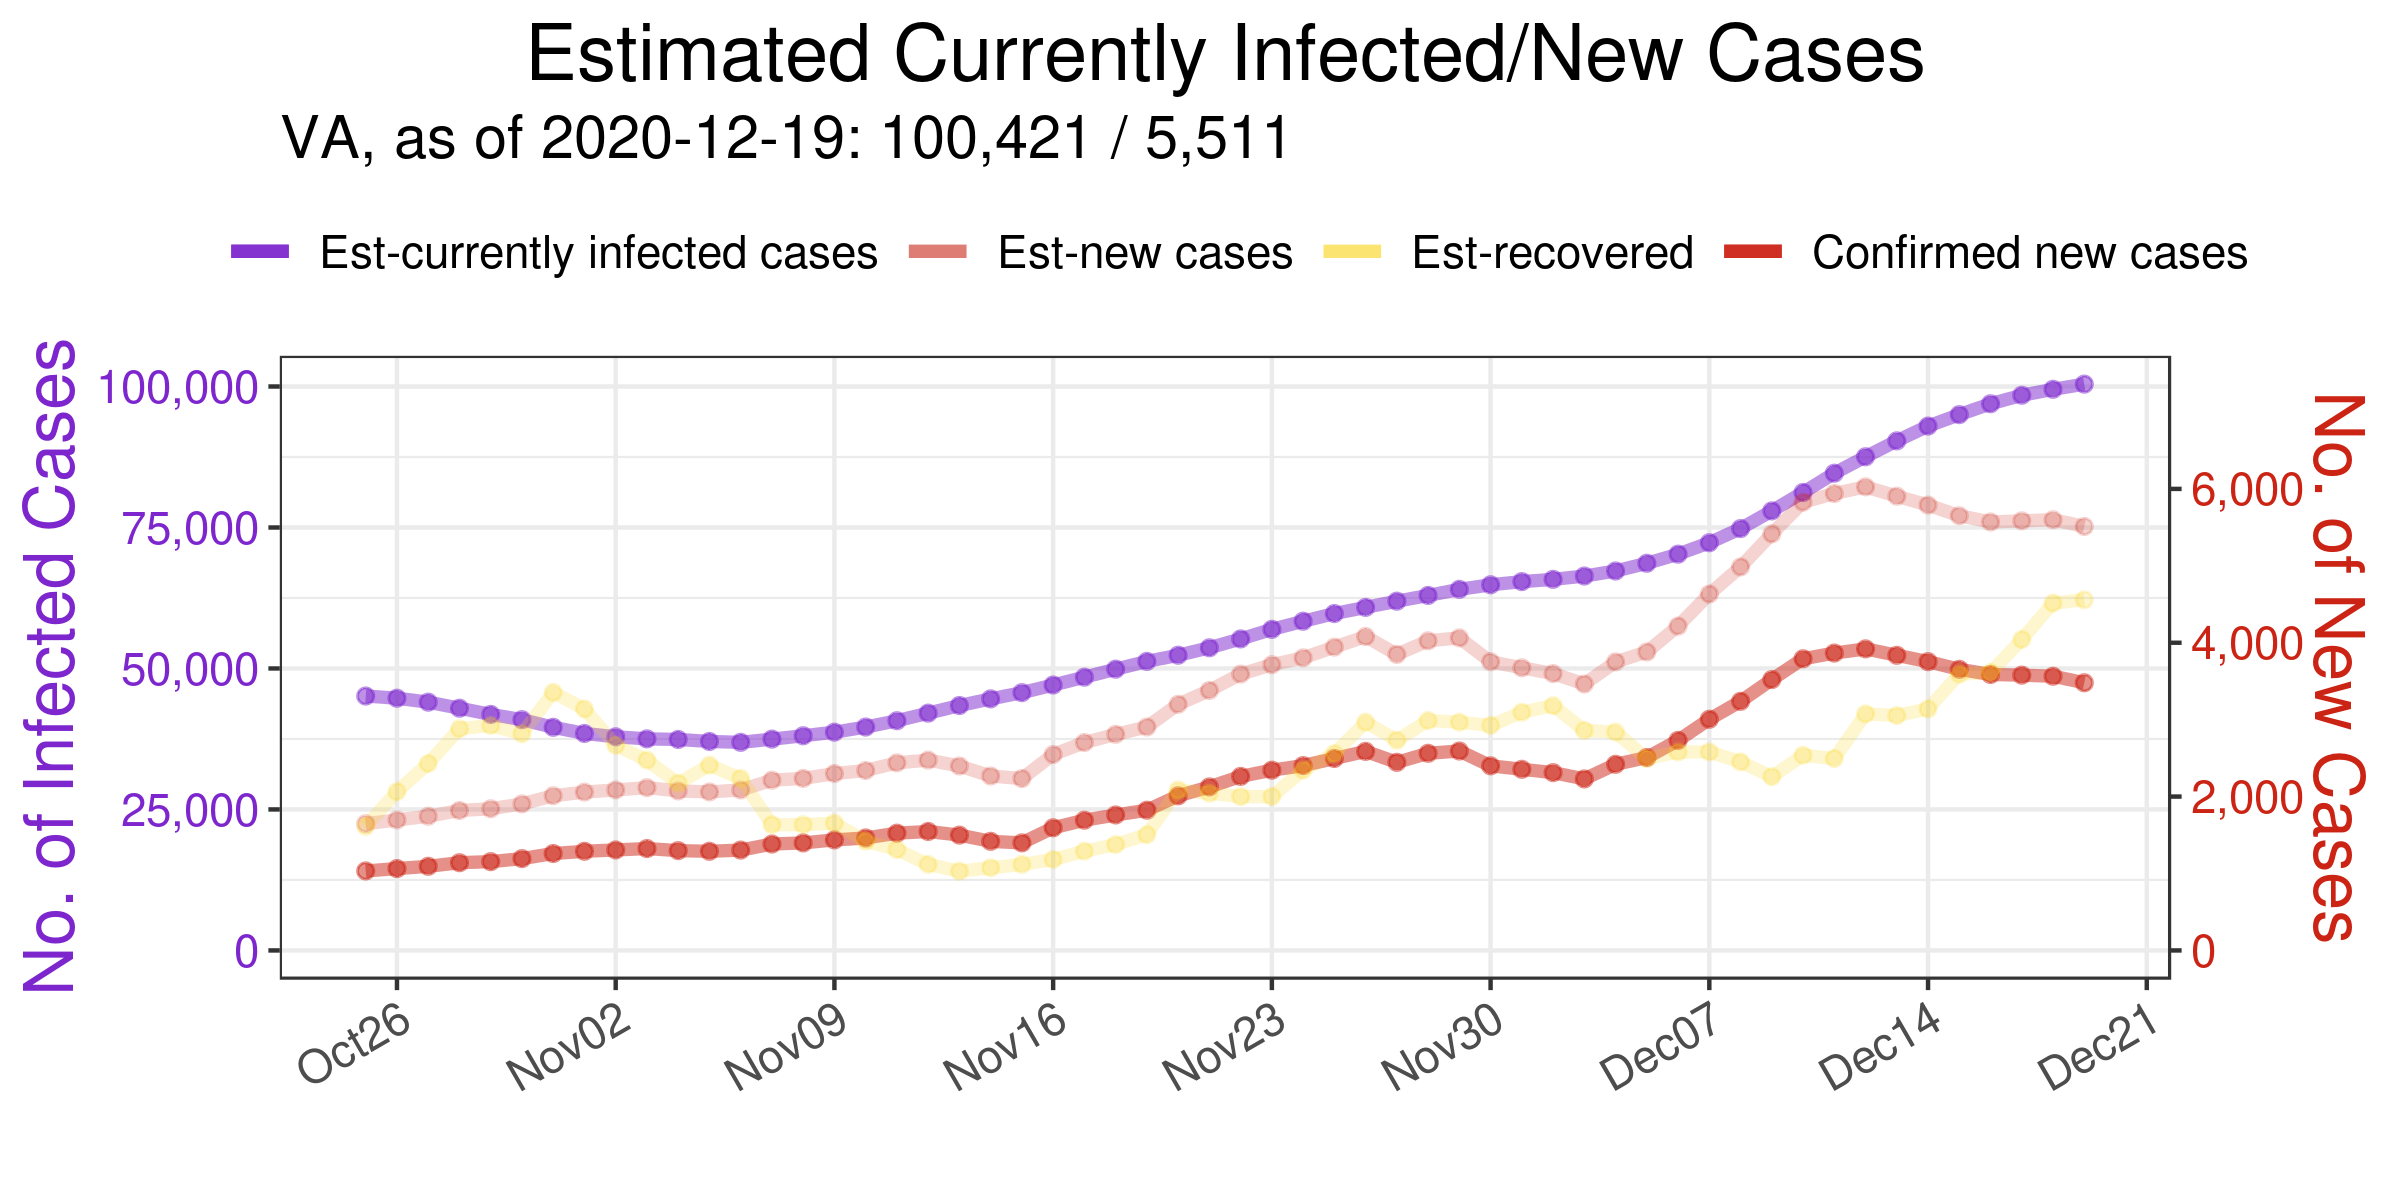 Estimated Currently Infected/New Cases
VA, as of 2020-12-19: 100,421 / 5,511
Est-currently infected cases Est-new cases Est-recovered Confirmed new cases
No. of Infected Cases
100,000
75,000
50,000
25,000
0
6,000
4,000
2,000
0
No. of New Cases
Oct26 Nov02 Nov09 Nov16 Nov23 Nov30 Dec07 Dec14 Dec21